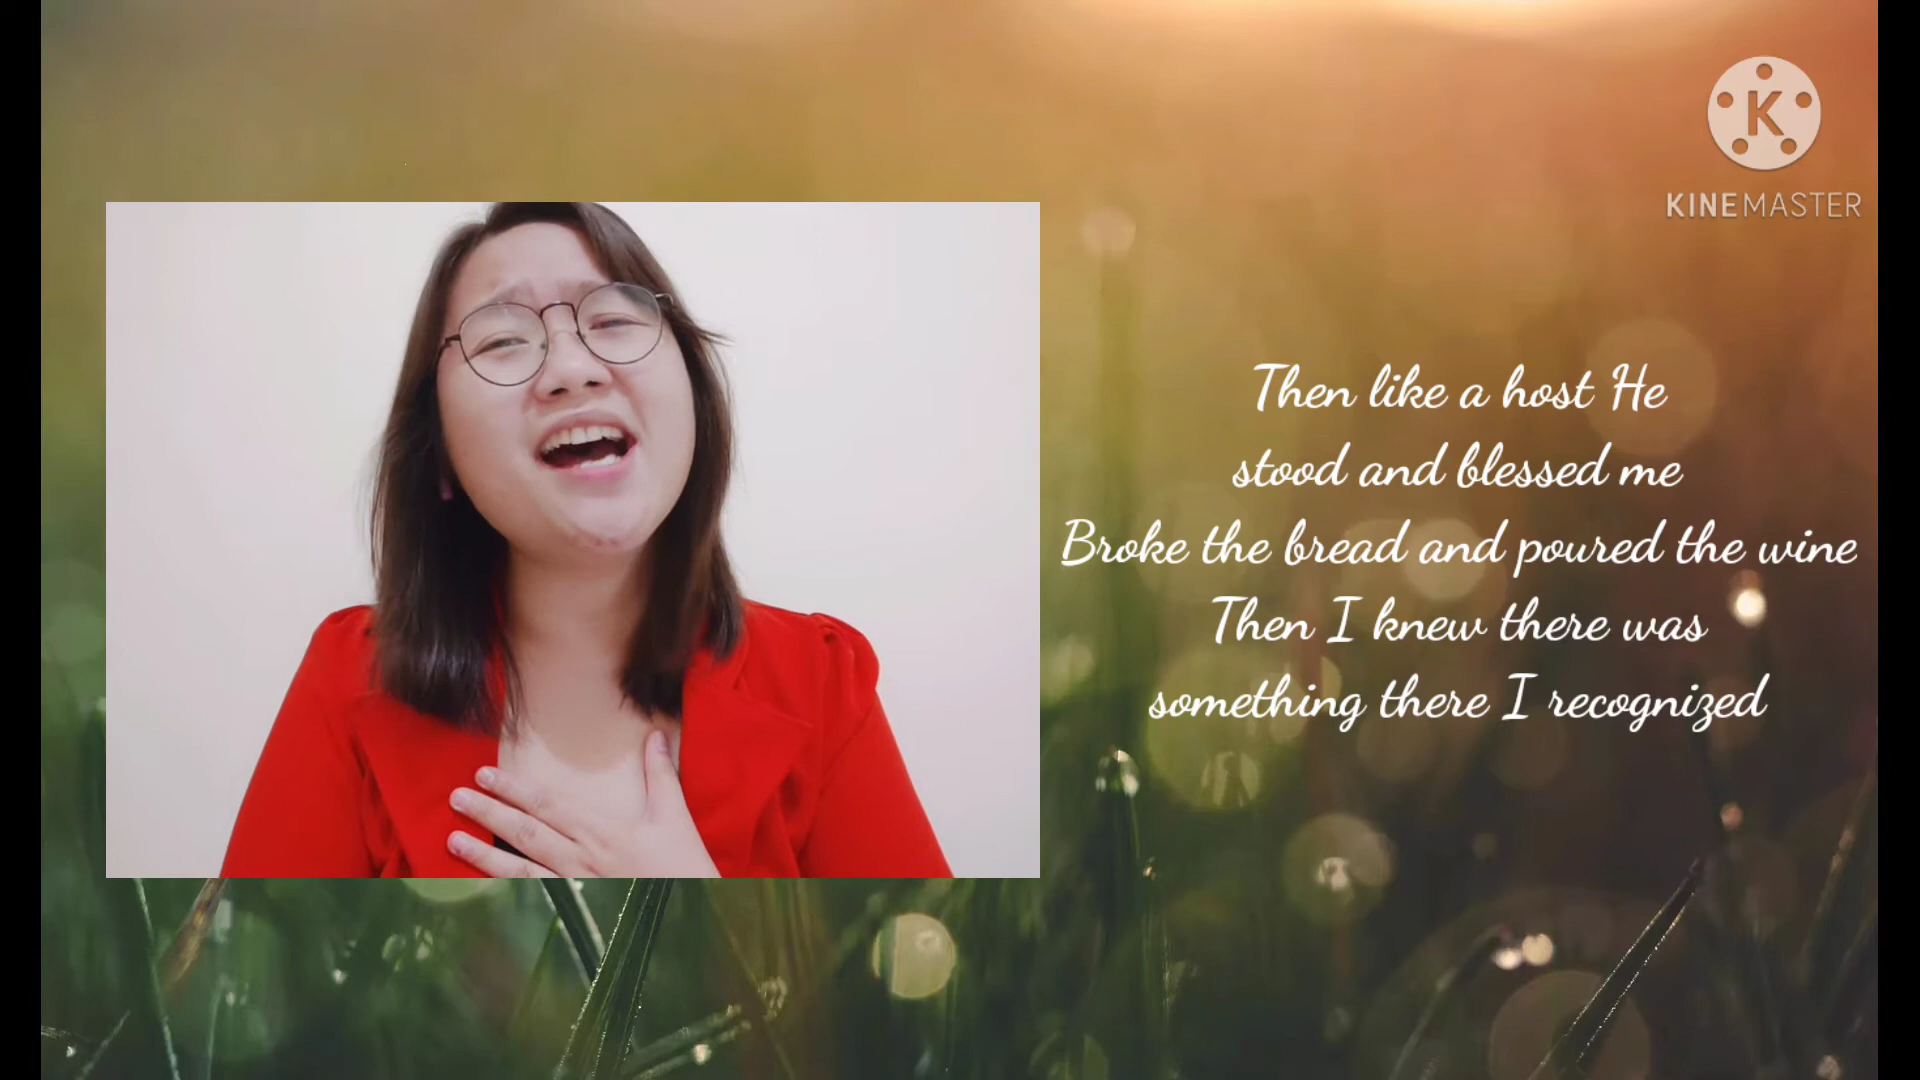 K
KINEMASTER
Then like a host He
stood and blessed me
Broke the bread and poured the wine
Then I knew there was
something there I recognized